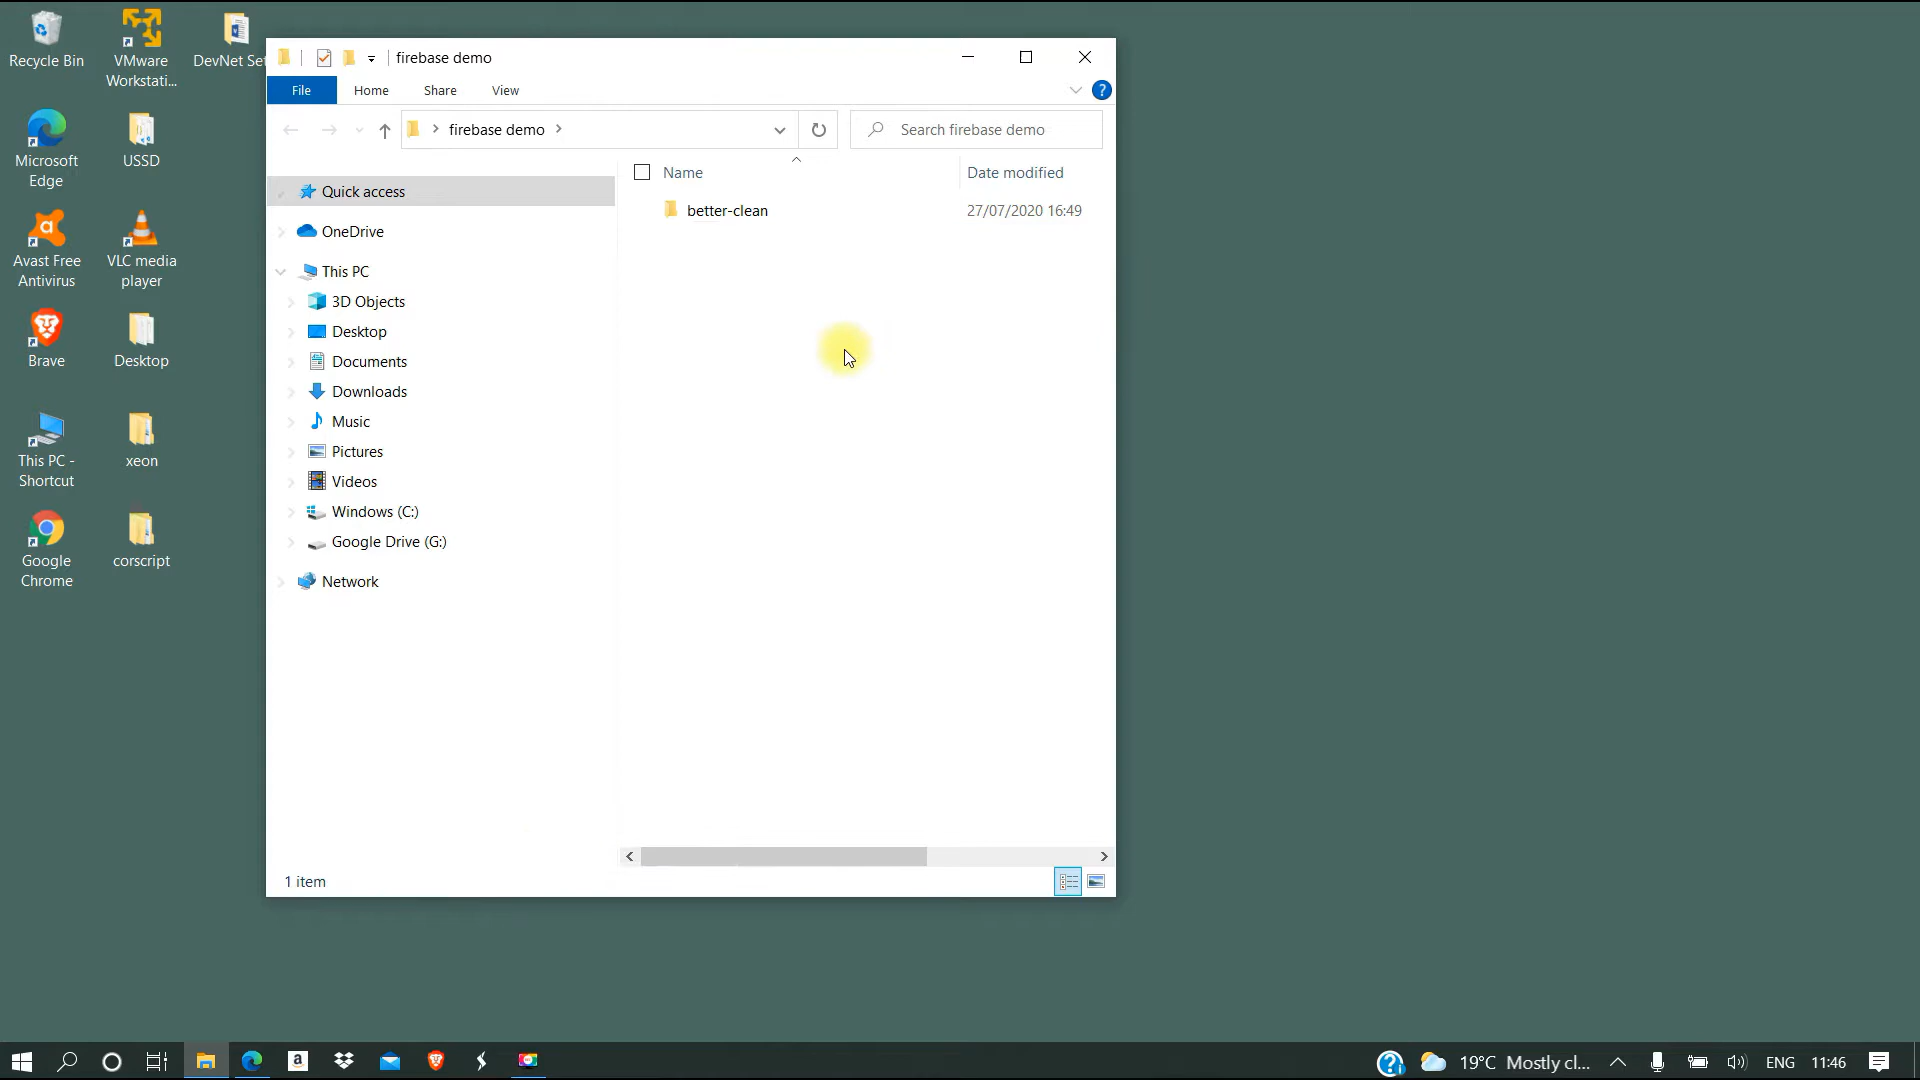 Recycle Bin
VMware
Workstati...
DevNet Set
Microsoft
Edge
USSD
Avast Free
Antivirus
VLC media
player
Brave
Desktop
This PC -
Shortcut
xeon
Google
Chrome
corscript
firebase demo
File
Home
Share
View
?
firebase demo
Search firebase demo
Name
Date modified
better-clean
27/07/2020 16:49
Quick access
OneDrive
This PC
3D Objects
Desktop
Documents
Downloads
Music
Pictures
Videos
Windows (C:)
Google Drive (G:)
Network
1 item
a
19°C Mostly cl...
ENG
11:46